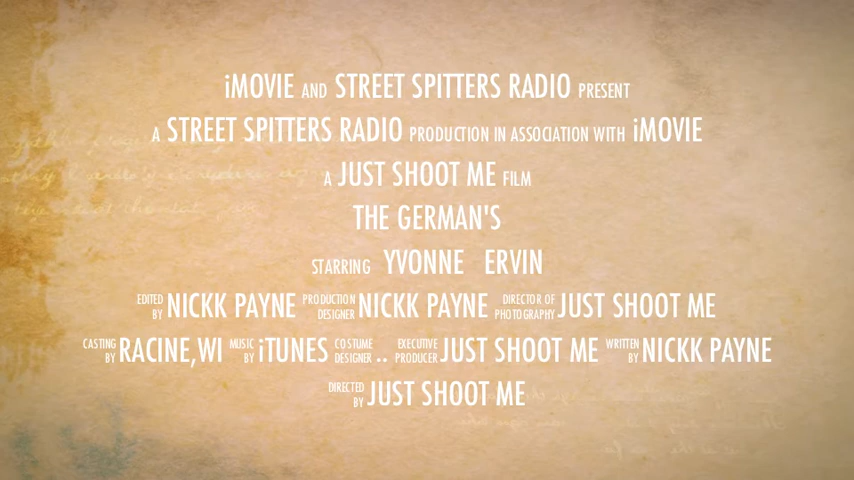 iMOVIE AND STREET SPITTERS RADIO PRESENT
A STREET SPITTERS RADIO PRODUCTION IN ASSOCIATION WITH iMOVIE
A JUST SHOOT ME FILM
THE GERMAN'S
STARRING YVONNE ERVIN
EDITED BY NICKK PAYNE PRODUCTION DESIGNER NICKK PAYNE DIRECTOR OF PHOTOGRAPHY JUST SHOOT ME
CASTING BY RACINE,WI MUSIC BY iTUNES COSTUME DESIGNER .. EXECUTIVE PRODUCER JUST SHOOT ME WRITTEN BY NICKK PAYNE
DIRECTED BY JUST SHOOT ME